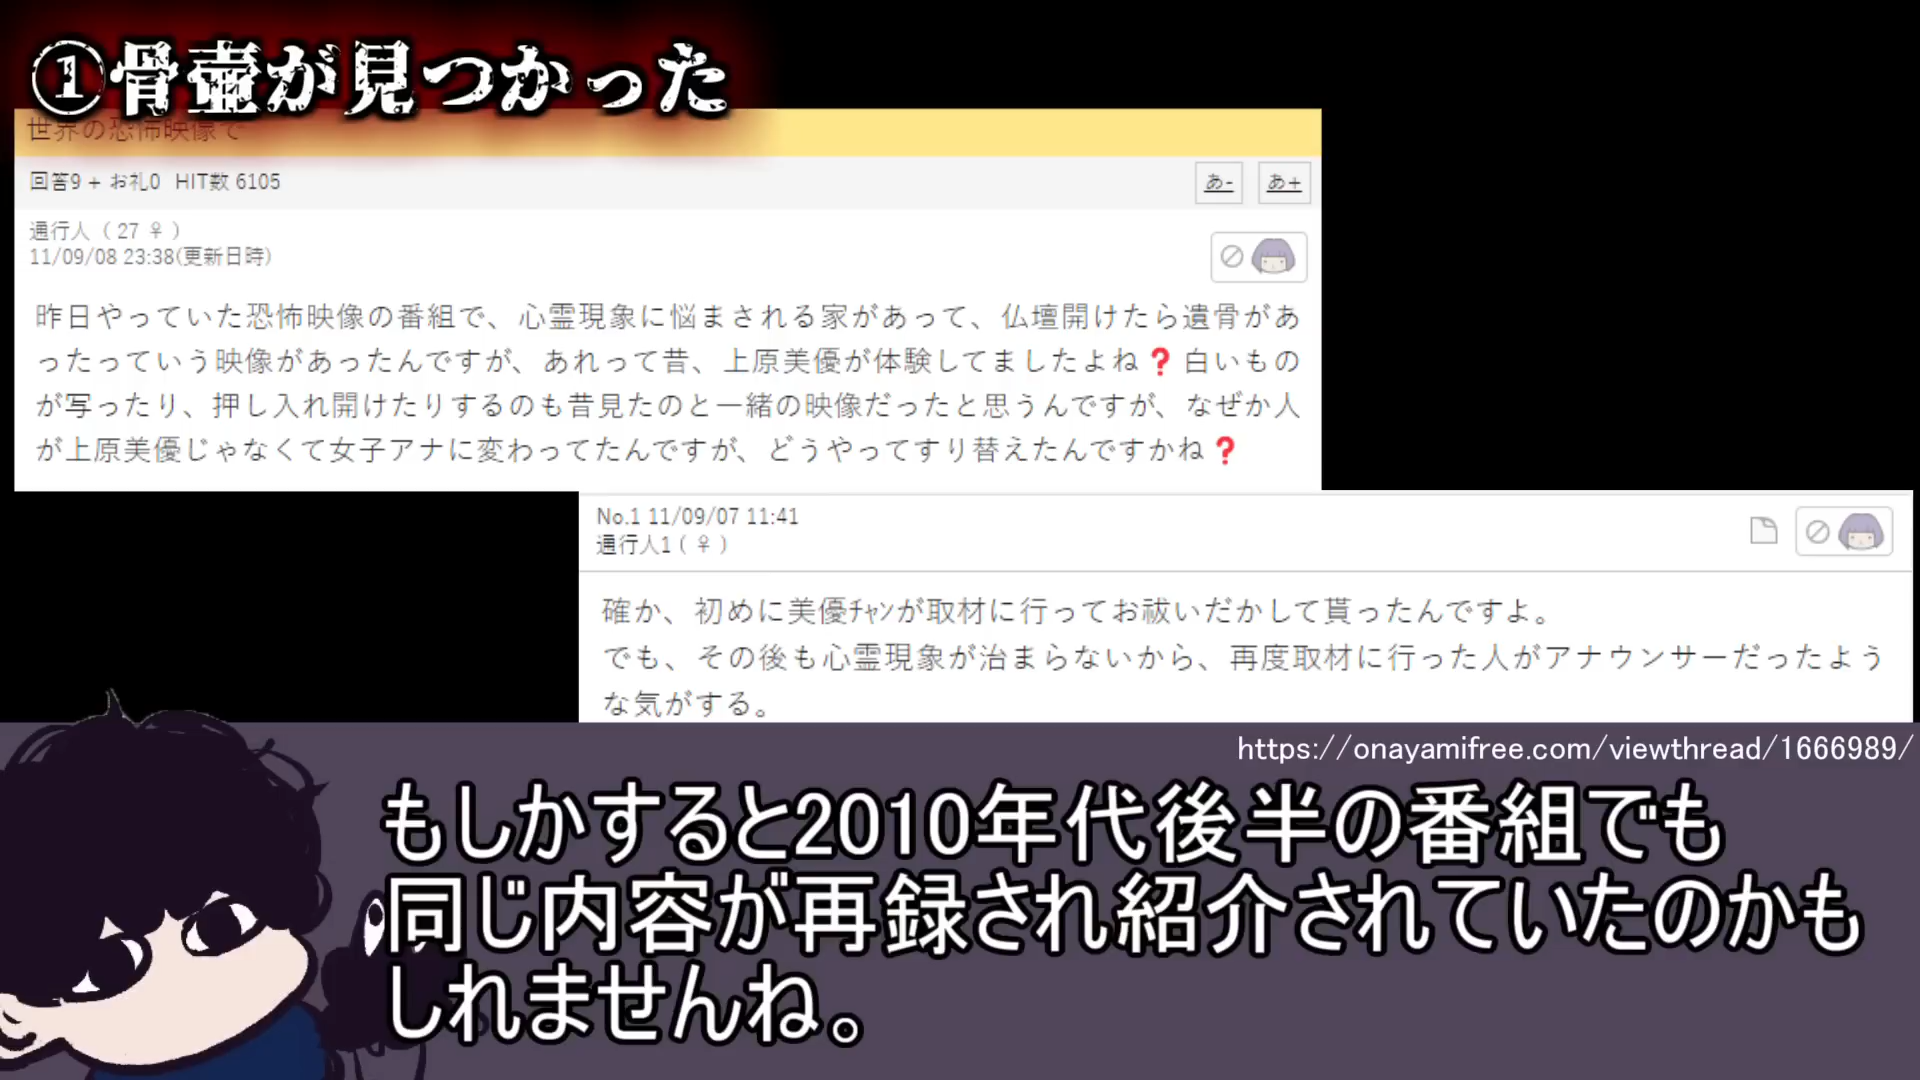 ①骨壺が見つかった
世界の恐怖映像で
回答9 + お礼0 HIT数 6105
あ- あ+
通行人 ( 27 ♀ )
11/09/08 23:38(更新日時)
昨日やっていた恐怖映像の番組で、心霊現象に悩まされる家があって、仏壇開けたら遺骨があ
ったっていう映像があったんですが、あれって昔、上原美優が体験してましたよね❓白いもの
が写ったり、押し入れ開けたりするのも昔見たのと一緒の映像だったと思うんですが、なぜか人
が上原美優じゃなくて女子アナに変わってたんですが、どうやってすり替えたんですかね❓
No.1 11/09/07 11:41
通行人1 ( ♀ )
確か、初めに美優ﾁｬﾝが取材に行ってお祓いだかして貰ったんですよ。
でも、その後も心霊現象が治まらないから、再度取材に行った人がアナウンサーだったよう
な気がする。
https://onayamifree.com/viewthread/1666989/
もしかすると2010年代後半の番組でも
同じ内容が再録され紹介されていたのかも
しれませんね。